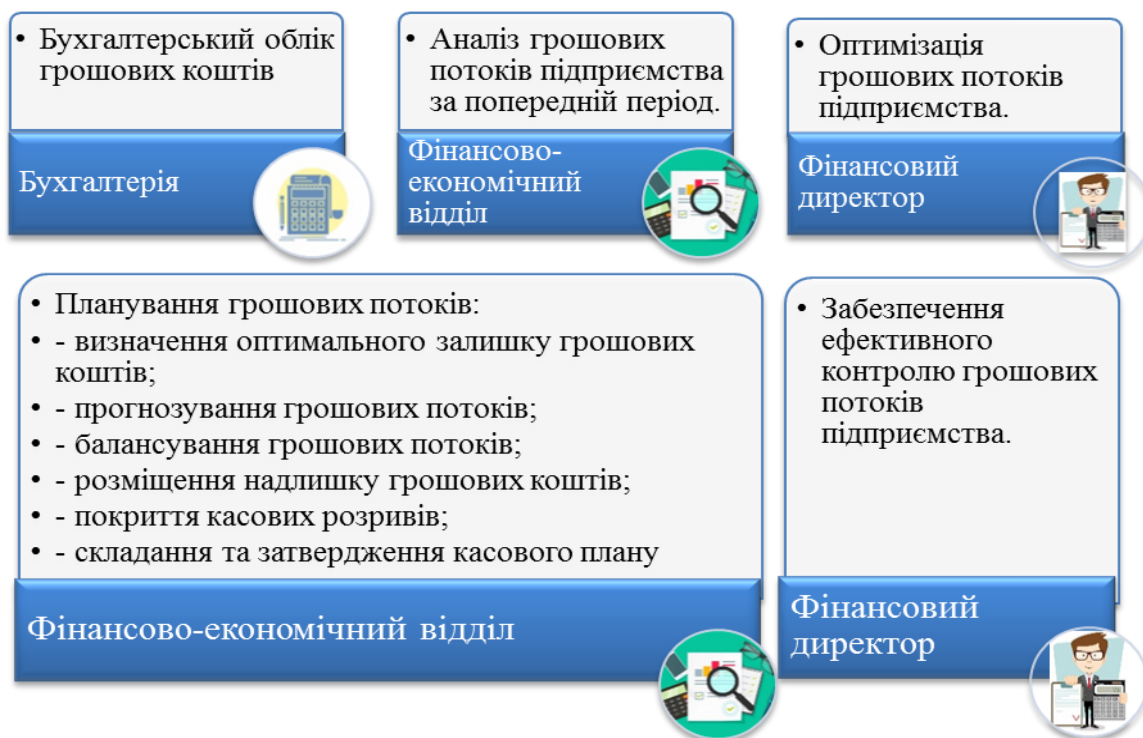 • Бухгалтерський облік
грошових коштів
Бухгалтерія
• Аналіз грошових
потоків підприємства
за попередній період.
Фінансово-
економічний
відділ
• Оптимізація
грошових потоків
підприємства.
Фінансовий
директор
• Планування грошових потоків:
• - визначення оптимального залишку грошових
коштів;
• - прогнозування грошових потоків;
• - балансування грошових потоків;
• - розміщення надлишку грошових коштів;
• - покриття касових розривів;
• - складання та затвердження касового плану
Фінансово-економічний відділ
• Забезпечення
ефективного
контролю грошових
потоків
підприємства.
Фінансовий
директор